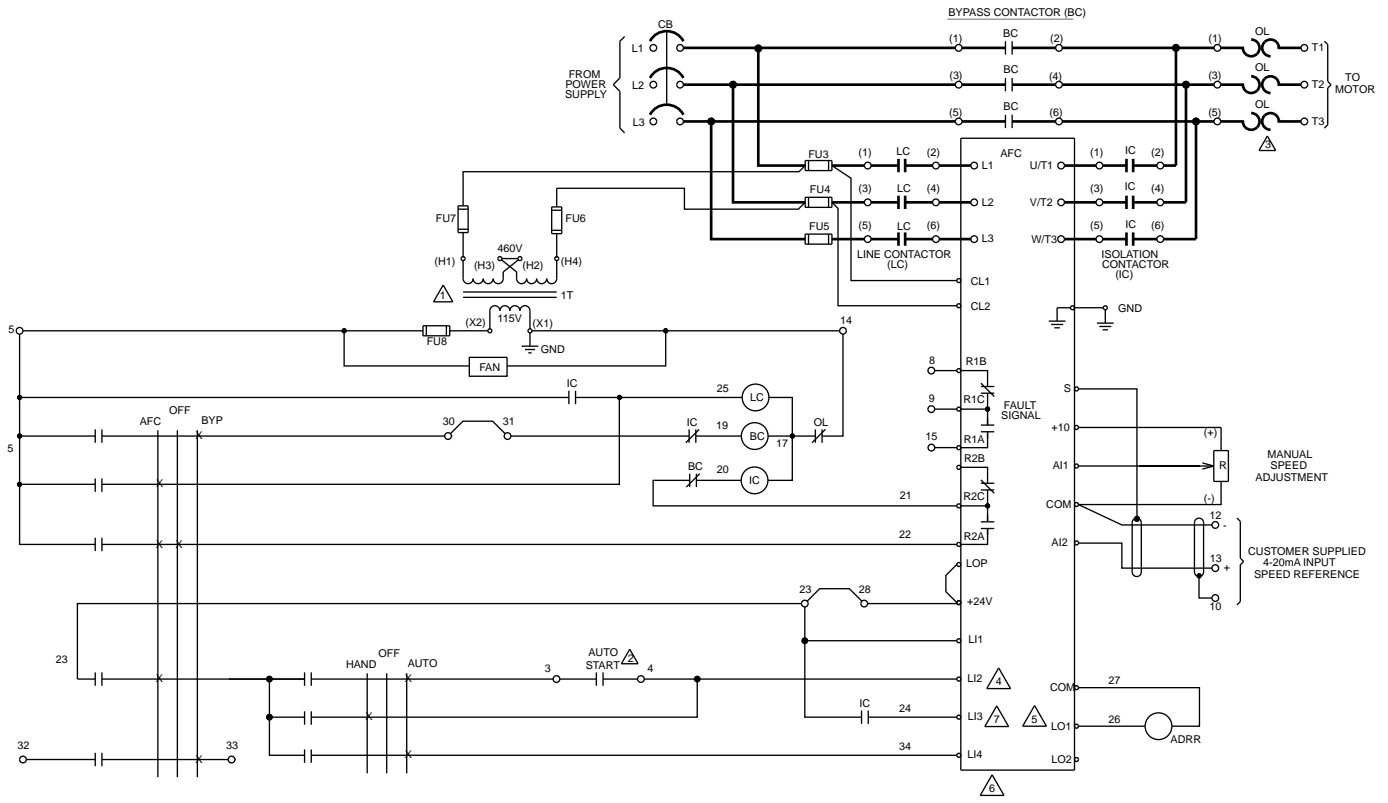 BYPASS CONTACTOR (BC)
CB
L1
(1)
BC
(2)
(1)
OL
T1
FROM
POWER
SUPPLY
L2
(3)
BC
(4)
(3)
OL
T2
TO
MOTOR
L3
(5)
BC
(6)
(5)
OL
T3
3
AFC
FU3
(1)
LC
(2)
L1
U/T1
(1)
IC
(2)
FU4
(3)
LC
(4)
L2
V/T2
(3)
IC
(4)
FU7
FU6
FU5
(5)
LC
(6)
L3
W/T3
(5)
IC
(6)
LINE CONTACTOR
(LC)
ISOLATION
CONTACTOR
(IC)
460V
(H1)
(H3)
(H2)
(H4)
1
1T
CL1
CL2
GND
115V
(X2)
(X1)
5
FU8
GND
14
FAN
8
R1B
IC
25
LC
S
9
R1C
FAULT
SIGNAL
AFC
OFF
BYP
30
31
IC
19
BC
17
OL
+10
(+)
5
15
R1A
R2B
AI1
R
MANUAL
SPEED
ADJUSTMENT
BC
20
IC
21
R2C
COM
(-)
12
-
22
R2A
AI2
13
+
CUSTOMER SUPPLIED
4-20mA INPUT
SPEED REFERENCE
10
LOP
23
28
+24V
LI1
23
HAND
OFF
AUTO
3
AUTO
START
2
4
LI2
4
COM
27
IC
24
LI3
7
5
LO1
26
ADRR
32
33
34
LI4
LO2
6
X
X
X
X
X
X
X
X
X
X